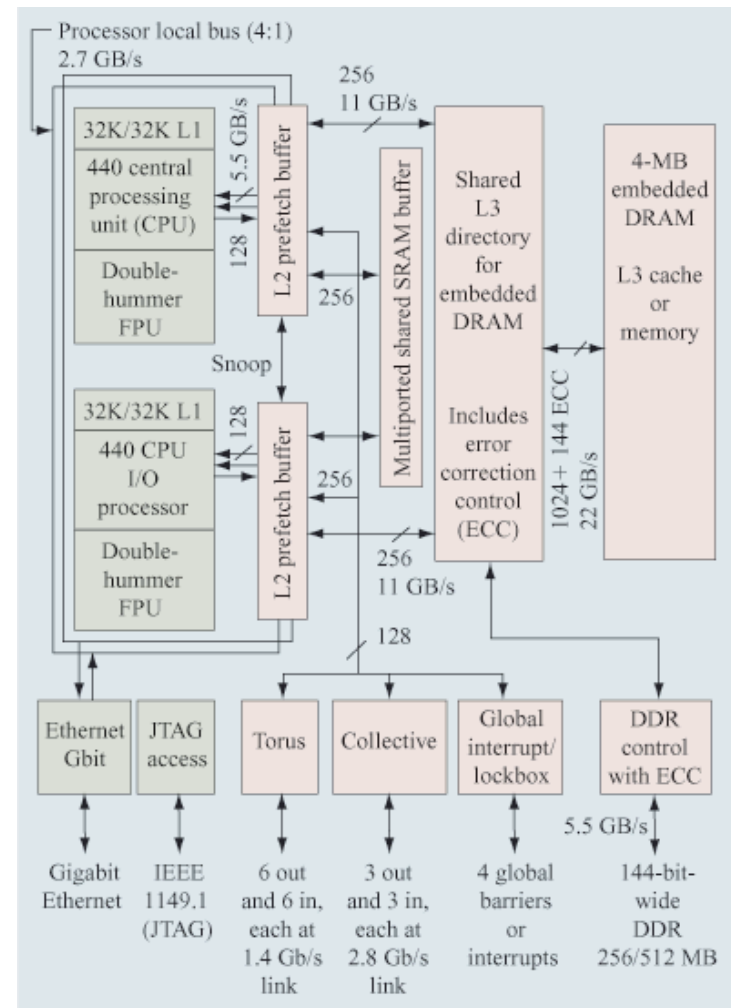 Processor local bus (4:1)
2.7 GB/s
256
11 GB/s
5.5 GB/s
32K/32K L1
440 central
processing
unit (CPU)
Double-
hummer
FPU
128
L2 prefetch buffer
256
Multiported shared SRAM buffer
Shared
L3
directory
for
embedded
DRAM
Includes
error
correction
control
(ECC)
4-MB
embedded
DRAM
L3 cache
or
memory
1024+ 144 ECC
22 GB/s
Snoop
32K/32K L1
440 CPU
I/O
processor
Double-
hummer
FPU
128
L2 prefetch buffer
256
256
11 GB/s
128
Ethernet
Gbit
JTAG
access
Torus
Collective
Global
interrupt/
lockbox
DDR
control
with ECC
5.5 GB/s
Gigabit
Ethernet
IEEE
1149.1
(JTAG)
6 out
and 6 in,
each at
1.4 Gb/s
link
3 out
and 3 in,
each at
2.8 Gb/s
link
4 global
barriers
or
interrupts
144-bit-
wide
DDR
256/512 MB